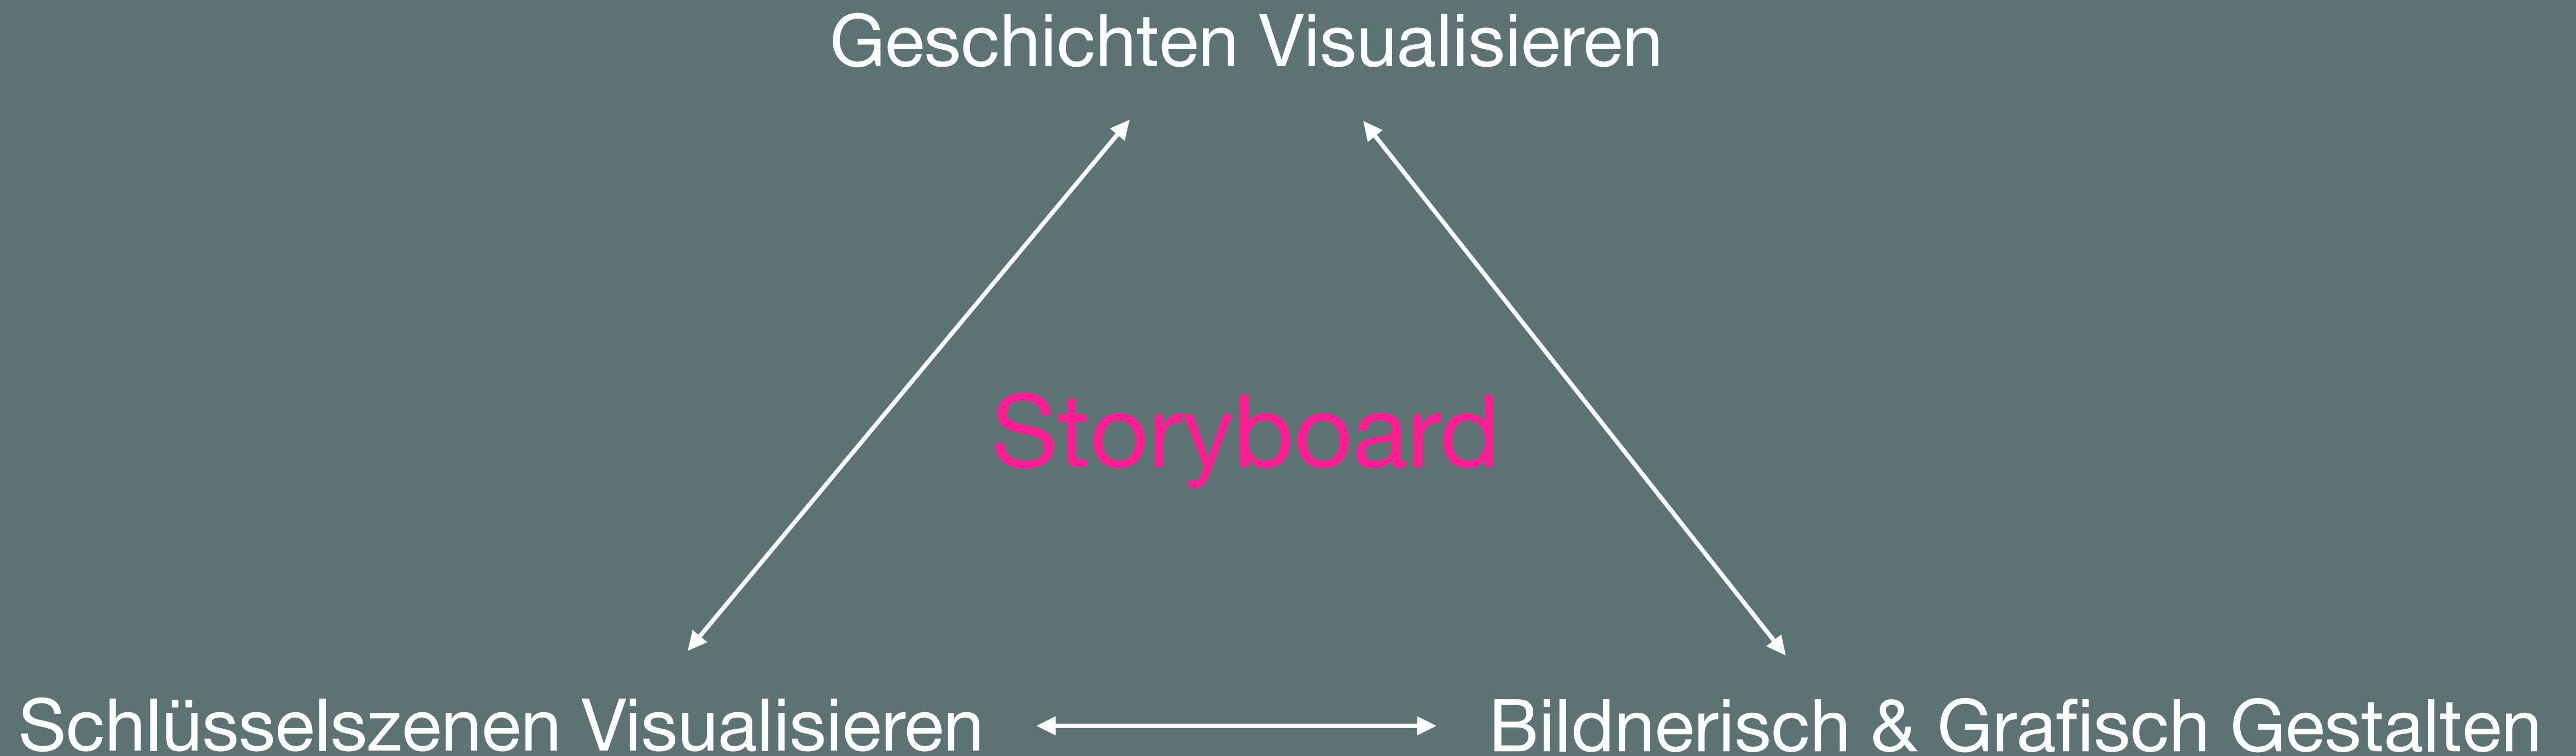 Geschichten Visualisieren
Storyboard
Schlüsselszenen Visualisieren
Bildnerisch & Grafisch Gestalten